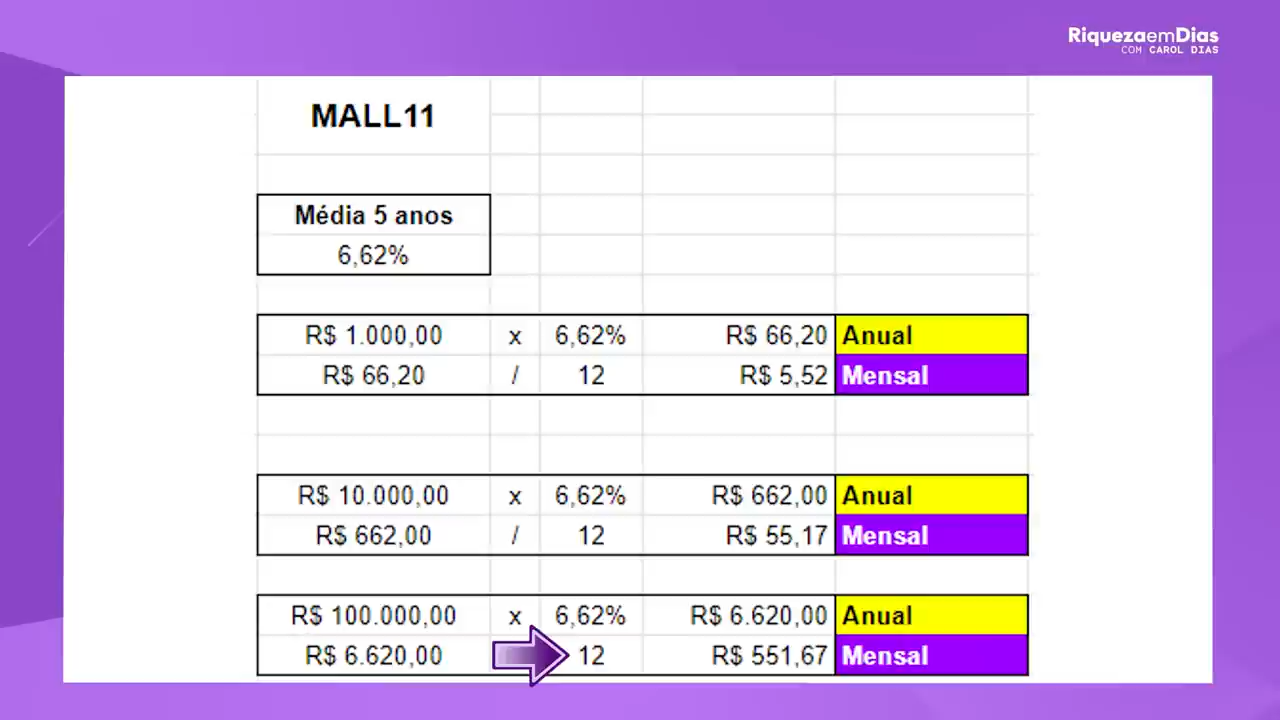 RiquezaemDias
COM CAROL DIAS
MALL11
Média 5 anos
6,62%
R$ 1.000,00 x 6,62% R$ 66,20 Anual
R$ 66,20 / 12 R$ 5,52 Mensal
R$ 10.000,00 x 6,62% R$ 662,00 Anual
R$ 662,00 / 12 R$ 55,17 Mensal
R$ 100.000,00 x 6,62% R$ 6.620,00 Anual
R$ 6.620,00 12 R$ 551,67 Mensal